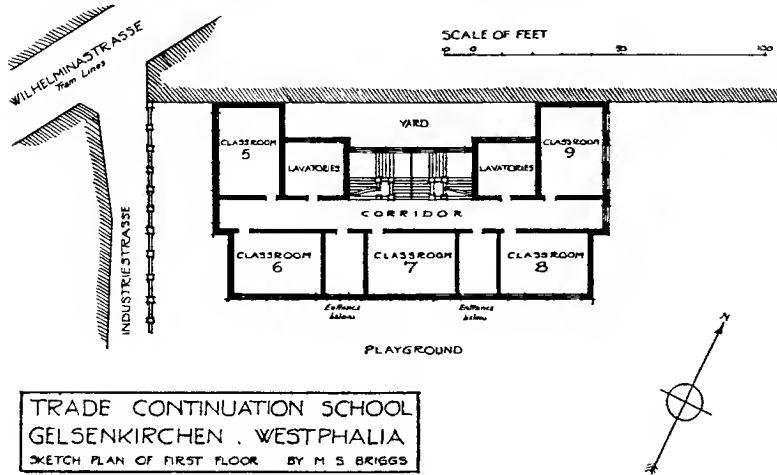 SCALE OF FEET
10 0 50 100
WILHELMINASTRASSE
Tram Lines
YARD
CLASSROOM
5
CLASSROOM
9
LAVATORIES
LAVATORIES
CORRIDOR
CLASSROOM
6
CLASSROOM
7
CLASSROOM
8
INDUSTRIESTRASSE
Entrance
below
Entrance
below
PLAYGROUND
N
TRADE CONTINUATION SCHOOL
GELSENKIRCHEN . WESTPHALIA
SKETCH PLAN OF FIRST FLOOR BY M S BRIGGS